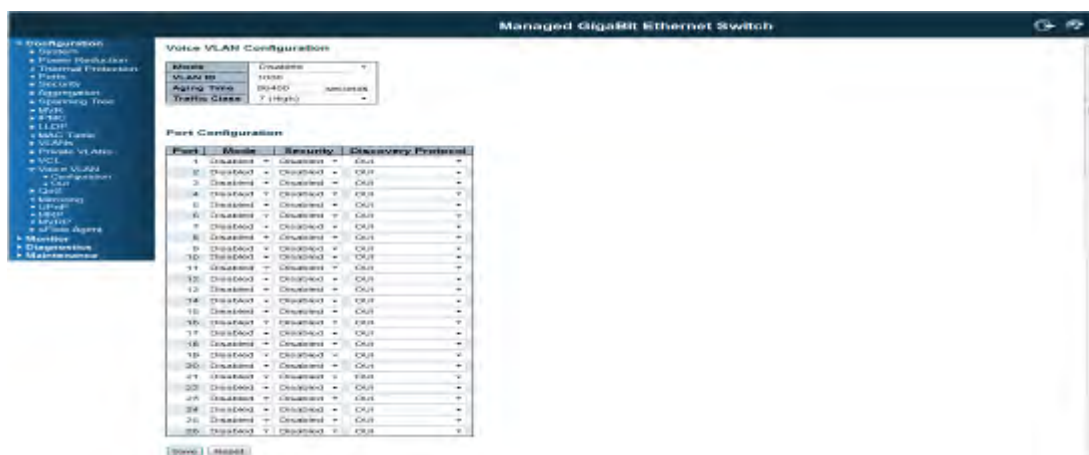 Managed GigaBit Ethernet Switch
Configuration
System
Power Reduction
Thermal Protection
Ports
Security
Aggregation
Spanning Tree
MVR
IPMC
LLDP
MAC Table
VLANs
Private VLANs
VCL
Voice VLAN
Configuration
OUI
QoS
Mirroring
UPnP
MVRP
sFlow Agent
Monitor
Diagnostics
Maintenance
Voice VLAN Configuration
Mode Disabled
VLAN ID 1000
Aging Time 86400 seconds
Traffic Class 7 (High)
Port Configuration
Port Mode Security Discovery Protocol
1 Disabled Disabled OUI
2 Disabled Disabled OUI
3 Disabled Disabled OUI
4 Disabled Disabled OUI
5 Disabled Disabled OUI
6 Disabled Disabled OUI
7 Disabled Disabled OUI
8 Disabled Disabled OUI
9 Disabled Disabled OUI
10 Disabled Disabled OUI
11 Disabled Disabled OUI
12 Disabled Disabled OUI
13 Disabled Disabled OUI
14 Disabled Disabled OUI
15 Disabled Disabled OUI
16 Disabled Disabled OUI
17 Disabled Disabled OUI
18 Disabled Disabled OUI
19 Disabled Disabled OUI
20 Disabled Disabled OUI
21 Disabled Disabled OUI
22 Disabled Disabled OUI
23 Disabled Disabled OUI
24 Disabled Disabled OUI
25 Disabled Disabled OUI
26 Disabled Disabled OUI
Save Reset